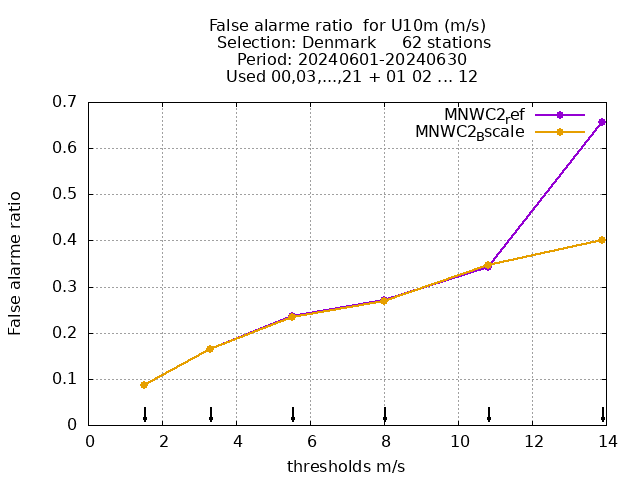 False alarme ratio  for U10m (m/s)
Selection: Denmark     62 stations
Period: 20240601-20240630
Used 00,03,...,21 + 01 02 ... 12
MNWC2ref
MNWC2Bscale
0.7
0.6
0.5
0.4
0.3
0.2
0.1
0
False alarme ratio
0 2 4 6 8 10 12 14
thresholds m/s